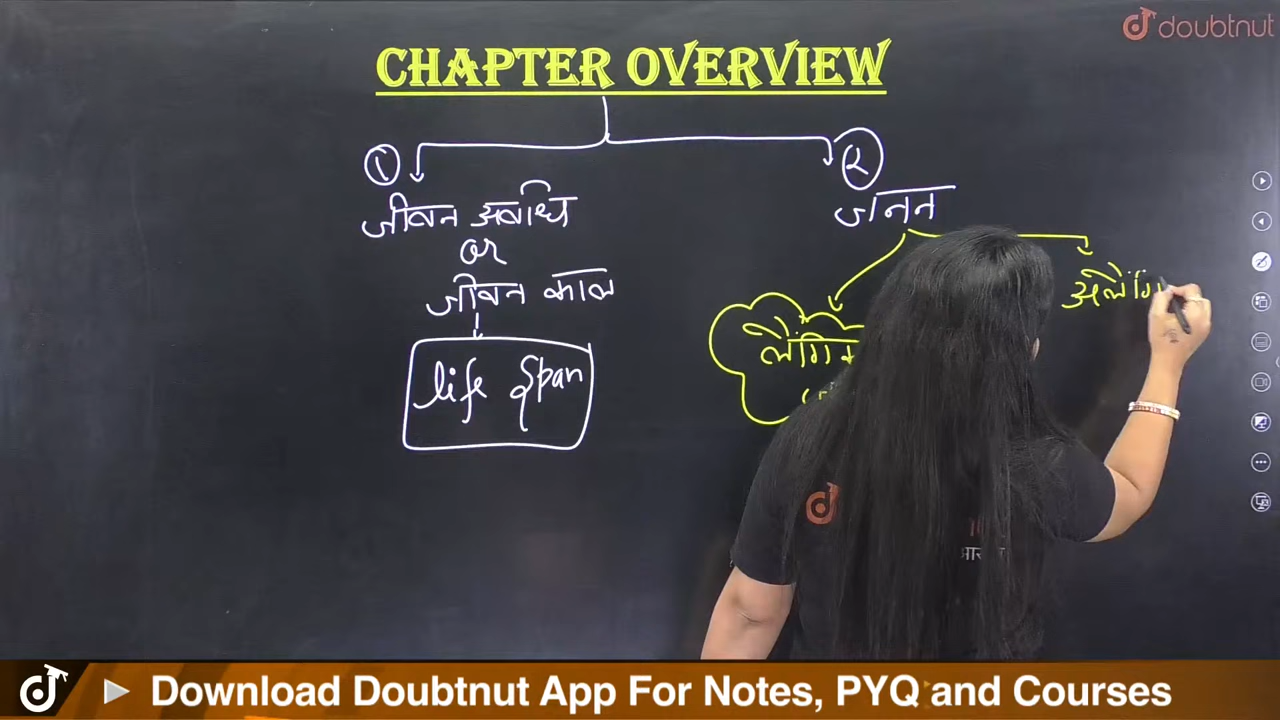 doubtnut
CHAPTER OVERVIEW
1
2
जीवन अवधि
or
जीवन काल
life Span
जनन
लैंगिक
अलैंगि
Download Doubtnut App For Notes, PYQ and Courses